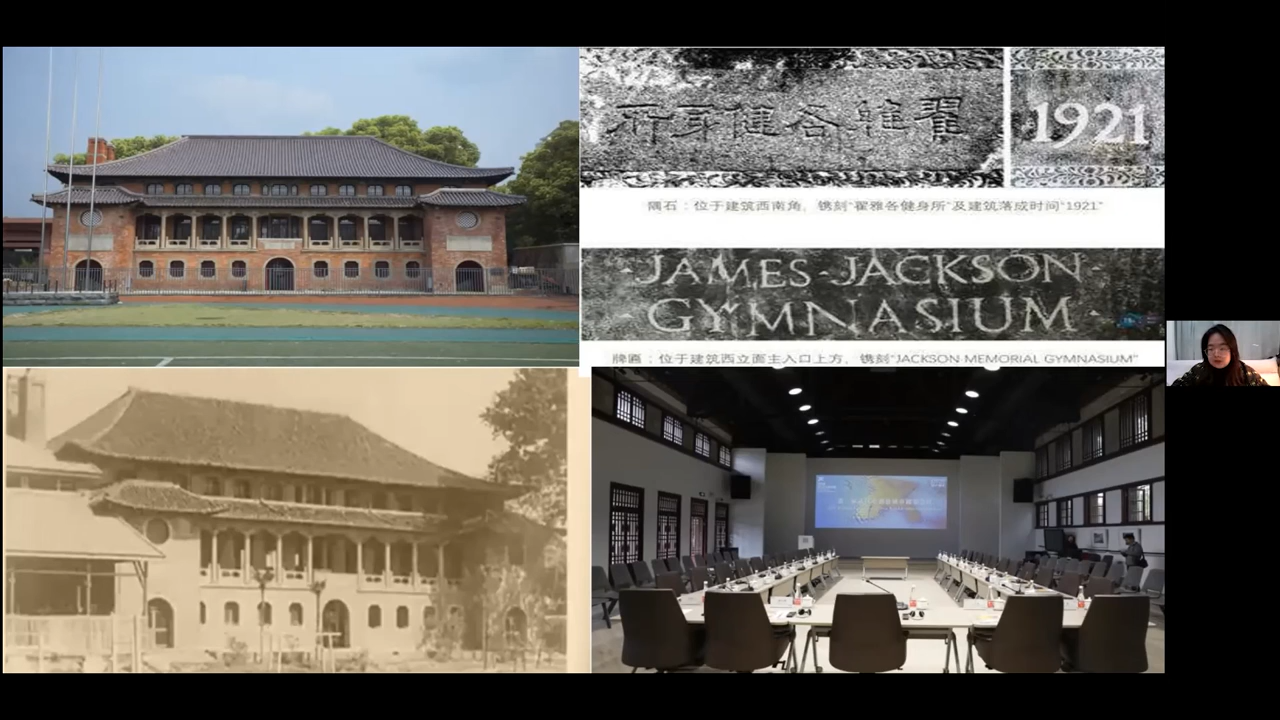 翟雅各健身所
1921
隅石：位于建筑西南角，镌刻“翟雅各健身所”及建筑落成时间“1921”
·JAMES·JACKSON·
GYMNASIUM
牌匾：位于建筑西立面主入口上方，镌刻“JACKSON MEMORIAL GYMNASIUM”